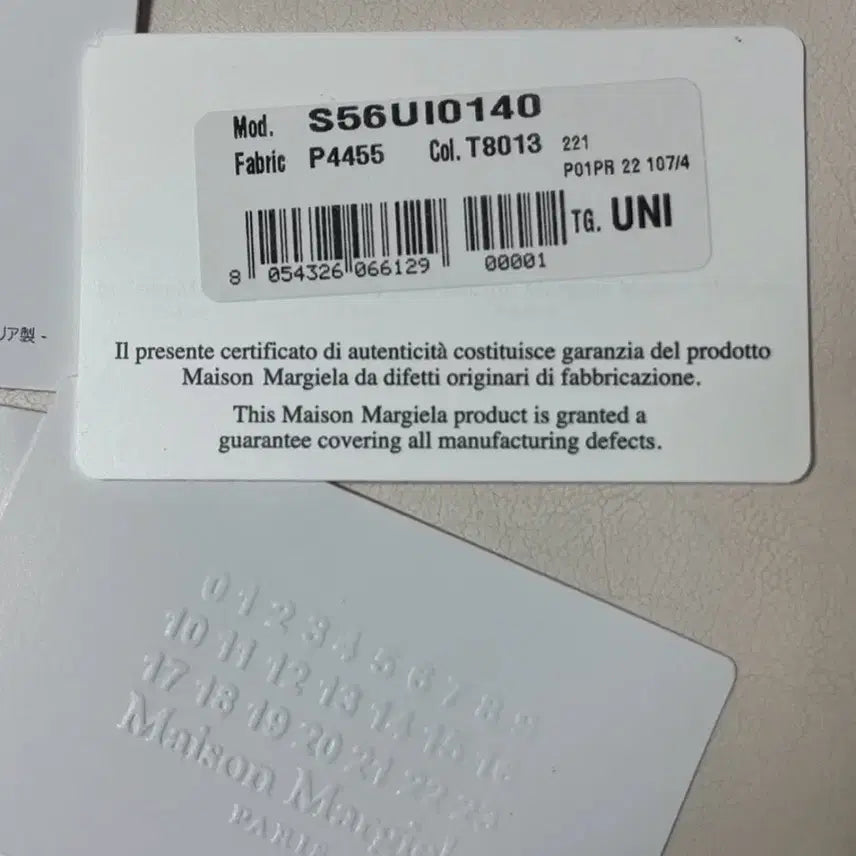 Mod. S56UI0140
Fabric P4455 Col. T8013 221
P01PR 22 107/4
TG. UNI
8 054326 066129 00001
リア製 -
Il presente certificato di autenticità costituisce garanzia del prodotto
Maison Margiela da difetti originari di fabbricazione.
This Maison Margiela product is granted a
guarantee covering all manufacturing defects.
0 1 2 3 4 5 6 7 8 9
10 11 12 13 14 15 16
17 18 19 20 21 22 23
Maison Margiel
PARIS